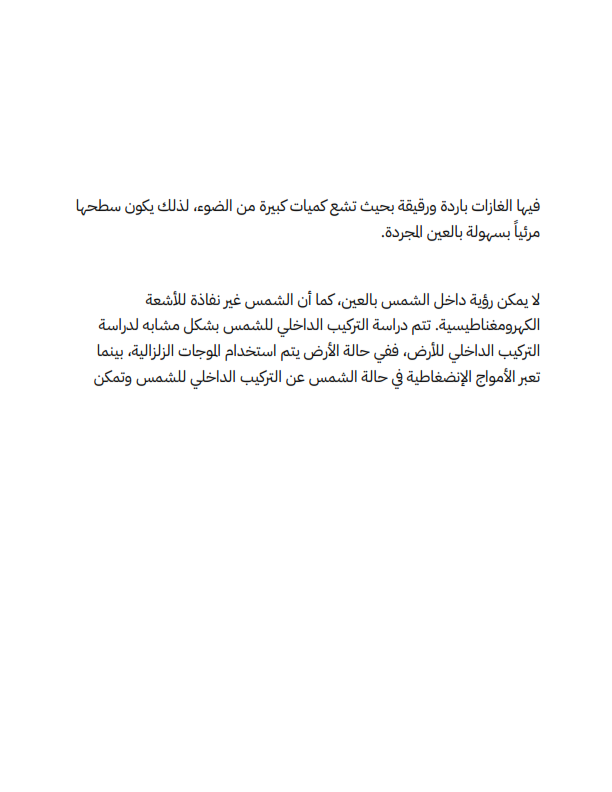 فيها الغازات باردة ورقيقة بحيث تشع كميات كبيرة من الضوء، لذلك يكون سطحها
مرئياً بسهولة بالعين المجردة.
لا يمكن رؤية داخل الشمس بالعين، كما أن الشمس غير نفاذة للأشعة
الكهرومغناطيسية. تتم دراسة التركيب الداخلي للشمس بشكل مشابه لدراسة
التركيب الداخلي للأرض، ففي حالة الأرض يتم استخدام الموجات الزلزالية، بينما
تعبر الأمواج الإنضغاطية في حالة الشمس عن التركيب الداخلي للشمس وتمكن